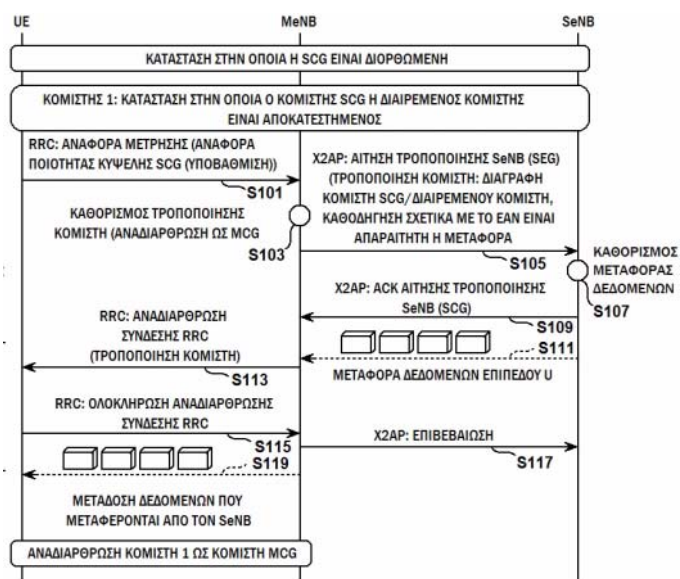 UE
MeNB
SeNB
ΚΑΤΑΣΤΑΣΗ ΣΤΗΝ ΟΠΟΙΑ Η SCG ΕΙΝΑΙ ΔΙΟΡΘΩΜΕΝΗ
ΚΟΜΙΣΤΗΣ 1: ΚΑΤΑΣΤΑΣΗ ΣΤΗΝ ΟΠΟΙΑ Ο ΚΟΜΙΣΤΗΣ SCG Η ΔΙΑΙΡΕΜΕΝΟΣ ΚΟΜΙΣΤΗΣ
ΕΙΝΑΙ ΑΠΟΚΑΤΕΣΤΗΜΕΝΟΣ
RRC: ΑΝΑΦΟΡΑ ΜΕΤΡΗΣΗΣ (ΑΝΑΦΟΡΑ
ΠΟΙΟΤΗΤΑΣ ΚΥΨΕΛΗΣ SCG (ΥΠΟΒΑΘΜΙΣΗ))
S101
ΚΑΘΟΡΙΣΜΟΣ ΤΡΟΠΟΠΟΙΗΣΗΣ
ΚΟΜΙΣΤΗ (ΑΝΑΔΙΑΡΘΡΩΣΗ ΩΣ MCG
S103
X2AP: ΑΙΤΗΣΗ ΤΡΟΠΟΠΟΙΗΣΗΣ SeNB (SEG)
(ΤΡΟΠΟΠΟΙΗΣΗ ΚΟΜΙΣΤΗ: ΔΙΑΓΡΑΦΗ
ΚΟΜΙΣΤΗ SCG/ΔΙΑΙΡΕΜΕΝΟΥ ΚΟΜΙΣΤΗ,
ΚΑΘΟΔΗΓΗΣΗ ΣΧΕΤΙΚΑ ΜΕ ΤΟ ΕΑΝ ΕΙΝΑΙ
ΑΠΑΡΑΙΤΗΤΗ Η ΜΕΤΑΦΟΡΑ
S105
ΚΑΘΟΡΙΣΜΟΣ
ΜΕΤΑΦΟΡΑΣ
ΔΕΔΟΜΕΝΩΝ
S107
X2AP: ACK ΑΙΤΗΣΗΣ ΤΡΟΠΟΠΟΙΗΣΗΣ
SeNB (SCG)
S109
S111
ΜΕΤΑΦΟΡΑ ΔΕΔΟΜΕΝΩΝ ΕΠΙΠΕΔΟΥ U
RRC: ΑΝΑΔΙΑΡΘΡΩΣΗ
ΣΥΝΔΕΣΗΣ RRC
(ΤΡΟΠΟΠΟΙΗΣΗ ΚΟΜΙΣΤΗ)
S113
RRC: ΟΛΟΚΛΗΡΩΣΗ ΑΝΑΔΙΑΡΘΡΩΣΗΣ
ΣΥΝΔΕΣΗΣ RRC
S115
X2AP: ΕΠΙΒΕΒΑΙΩΣΗ
S117
S119
ΜΕΤΑΔΟΣΗ ΔΕΔΟΜΕΝΩΝ ΠΟΥ
ΜΕΤΑΦΕΡΟΝΤΑΙ ΑΠΟ ΤΟΝ SeNB
ΑΝΑΔΙΑΡΘΡΩΣΗ ΚΟΜΙΣΤΗ 1 ΩΣ ΚΟΜΙΣΤΗ MCG